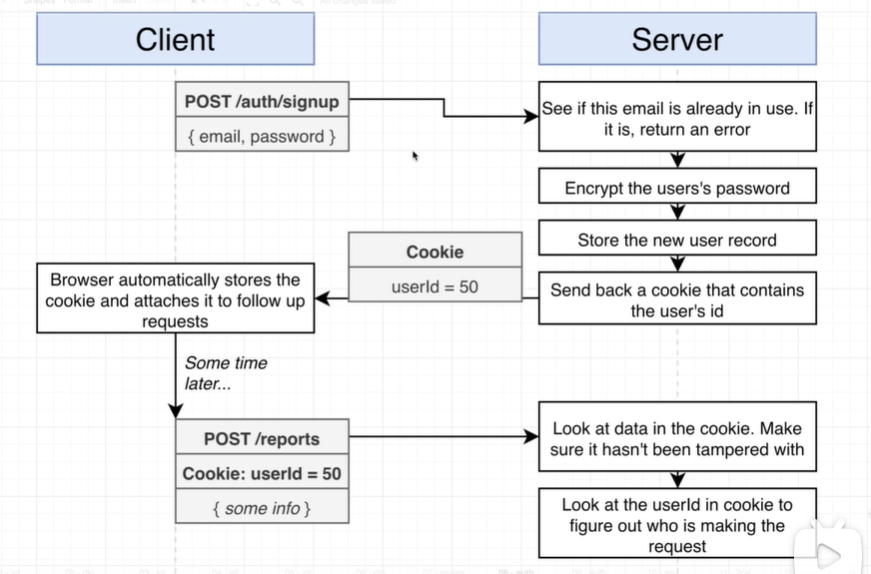 Client
Server
POST /auth/signup
{ email, password }
See if this email is already in use. If
it is, return an error
Encrypt the users's password
Store the new user record
Cookie
userId = 50
Send back a cookie that contains
the user's id
Browser automatically stores the
cookie and attaches it to follow up
requests
Some time
later...
POST /reports
Cookie: userId = 50
{ some info }
Look at data in the cookie. Make
sure it hasn't been tampered with
Look at the userId in cookie to
figure out who is making the
request